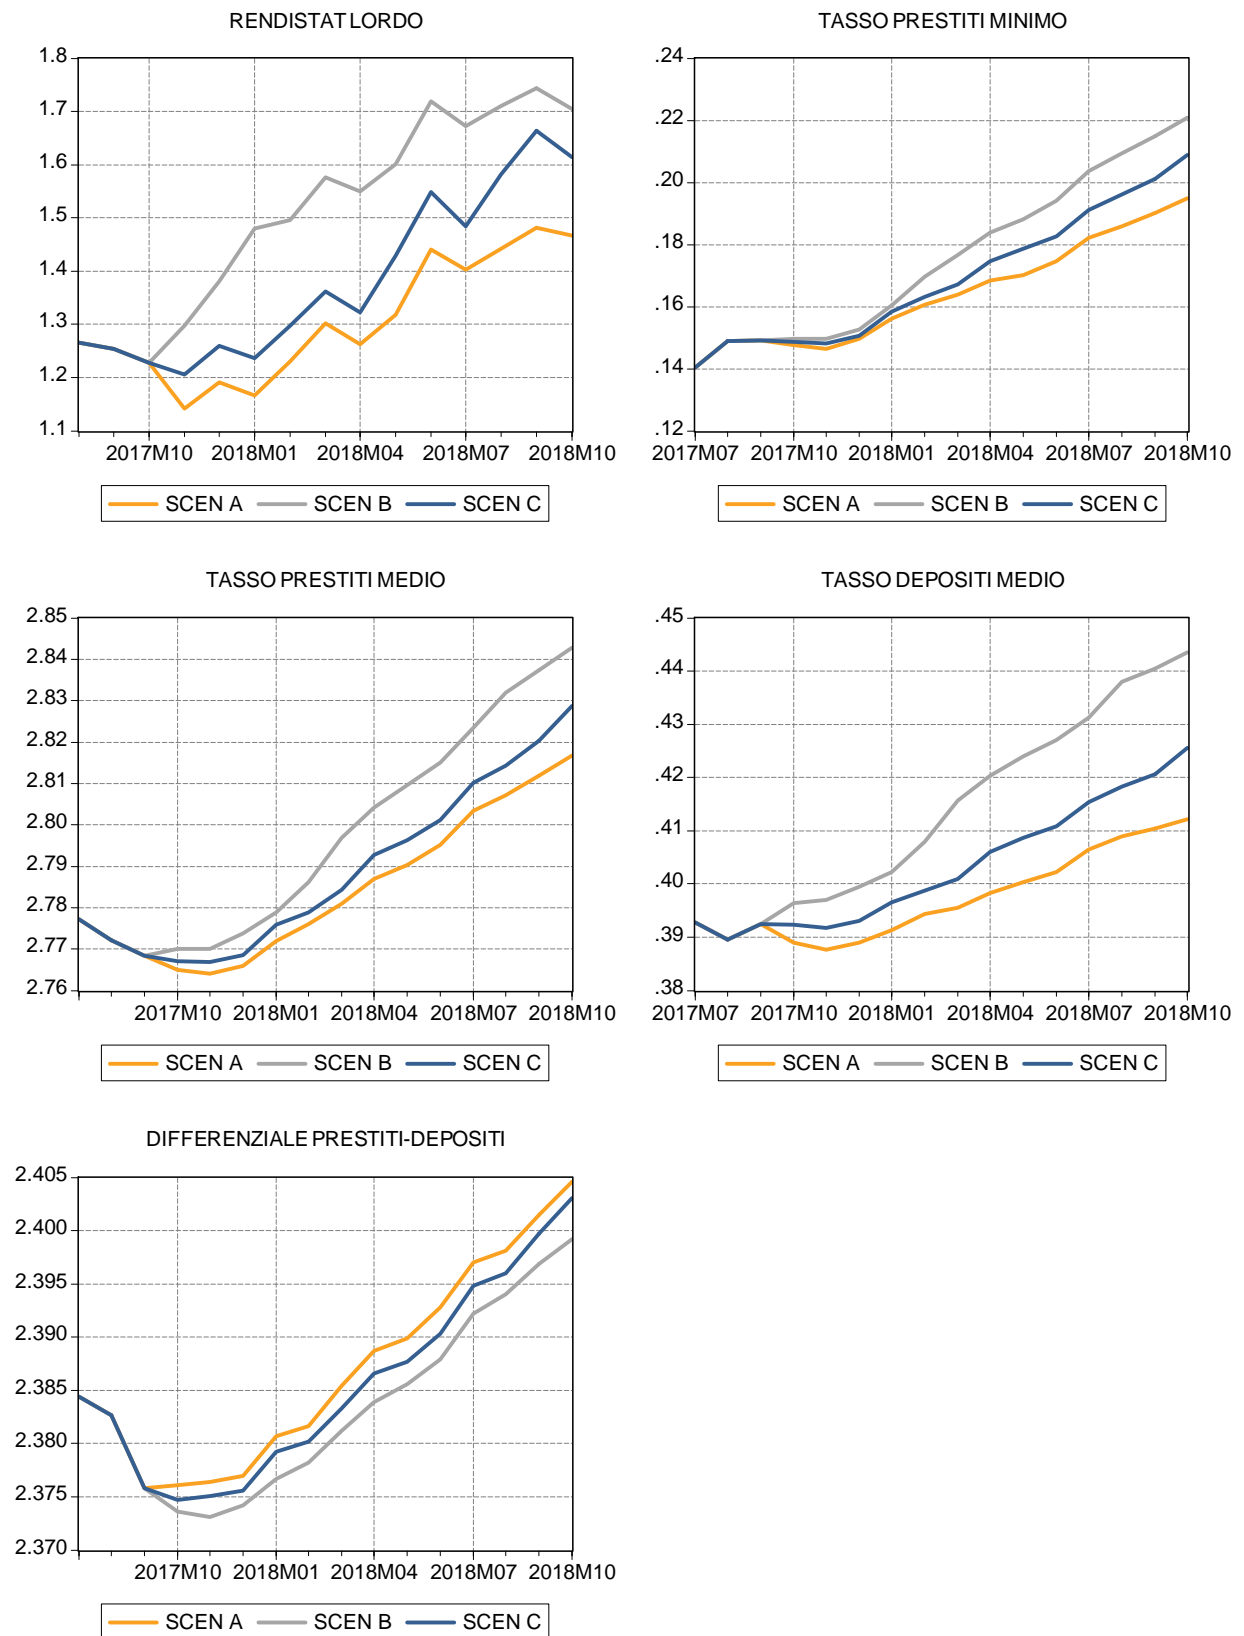 RENDISTAT LORDO
1.8
1.7
1.6
1.5
1.4
1.3
1.2
1.1
2017M10 2018M01 2018M04 2018M07 2018M10
SCEN A SCEN B SCEN C
TASSO PRESTITI MINIMO
.24
.22
.20
.18
.16
.14
.12
2017M07 2017M10 2018M01 2018M04 2018M07 2018M10
SCEN A SCEN B SCEN C
TASSO PRESTITI MEDIO
2.85
2.84
2.83
2.82
2.81
2.80
2.79
2.78
2.77
2.76
2017M10 2018M01 2018M04 2018M07 2018M10
SCEN A SCEN B SCEN C
TASSO DEPOSITI MEDIO
.45
.44
.43
.42
.41
.40
.39
.38
2017M07 2017M10 2018M01 2018M04 2018M07 2018M10
SCEN A SCEN B SCEN C
DIFFERENZIALE PRESTITI-DEPOSITI
2.405
2.400
2.395
2.390
2.385
2.380
2.375
2.370
2017M10 2018M01 2018M04 2018M07 2018M10
SCEN A SCEN B SCEN C